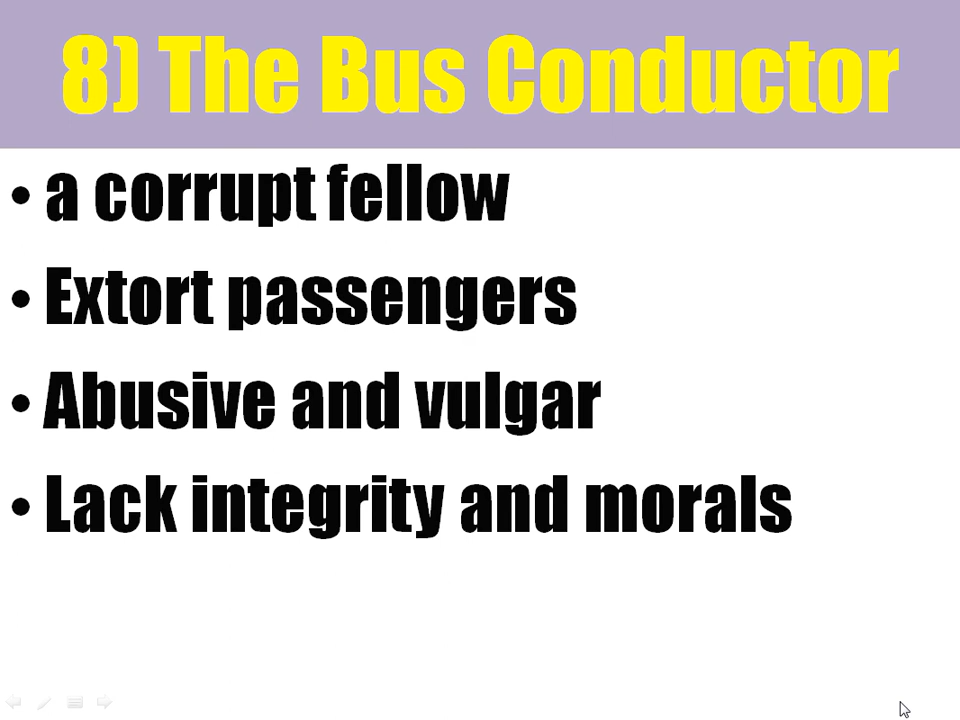 8) The Bus Conductor
• a corrupt fellow
• Extort passengers
• Abusive and vulgar
• Lack integrity and morals